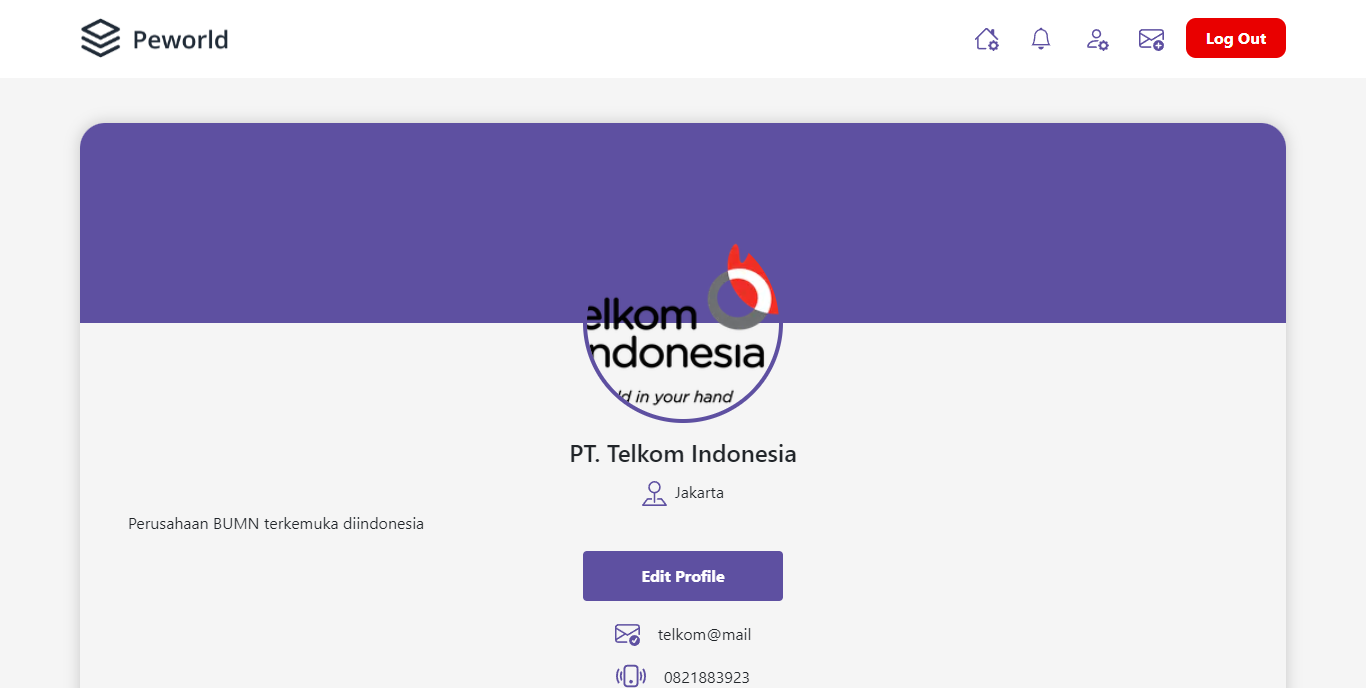 Peworld
Log Out
elkom
ndonesia
ld in your hand
PT. Telkom Indonesia
Jakarta
Perusahaan BUMN terkemuka diindonesia
Edit Profile
telkom@mail
0821883923